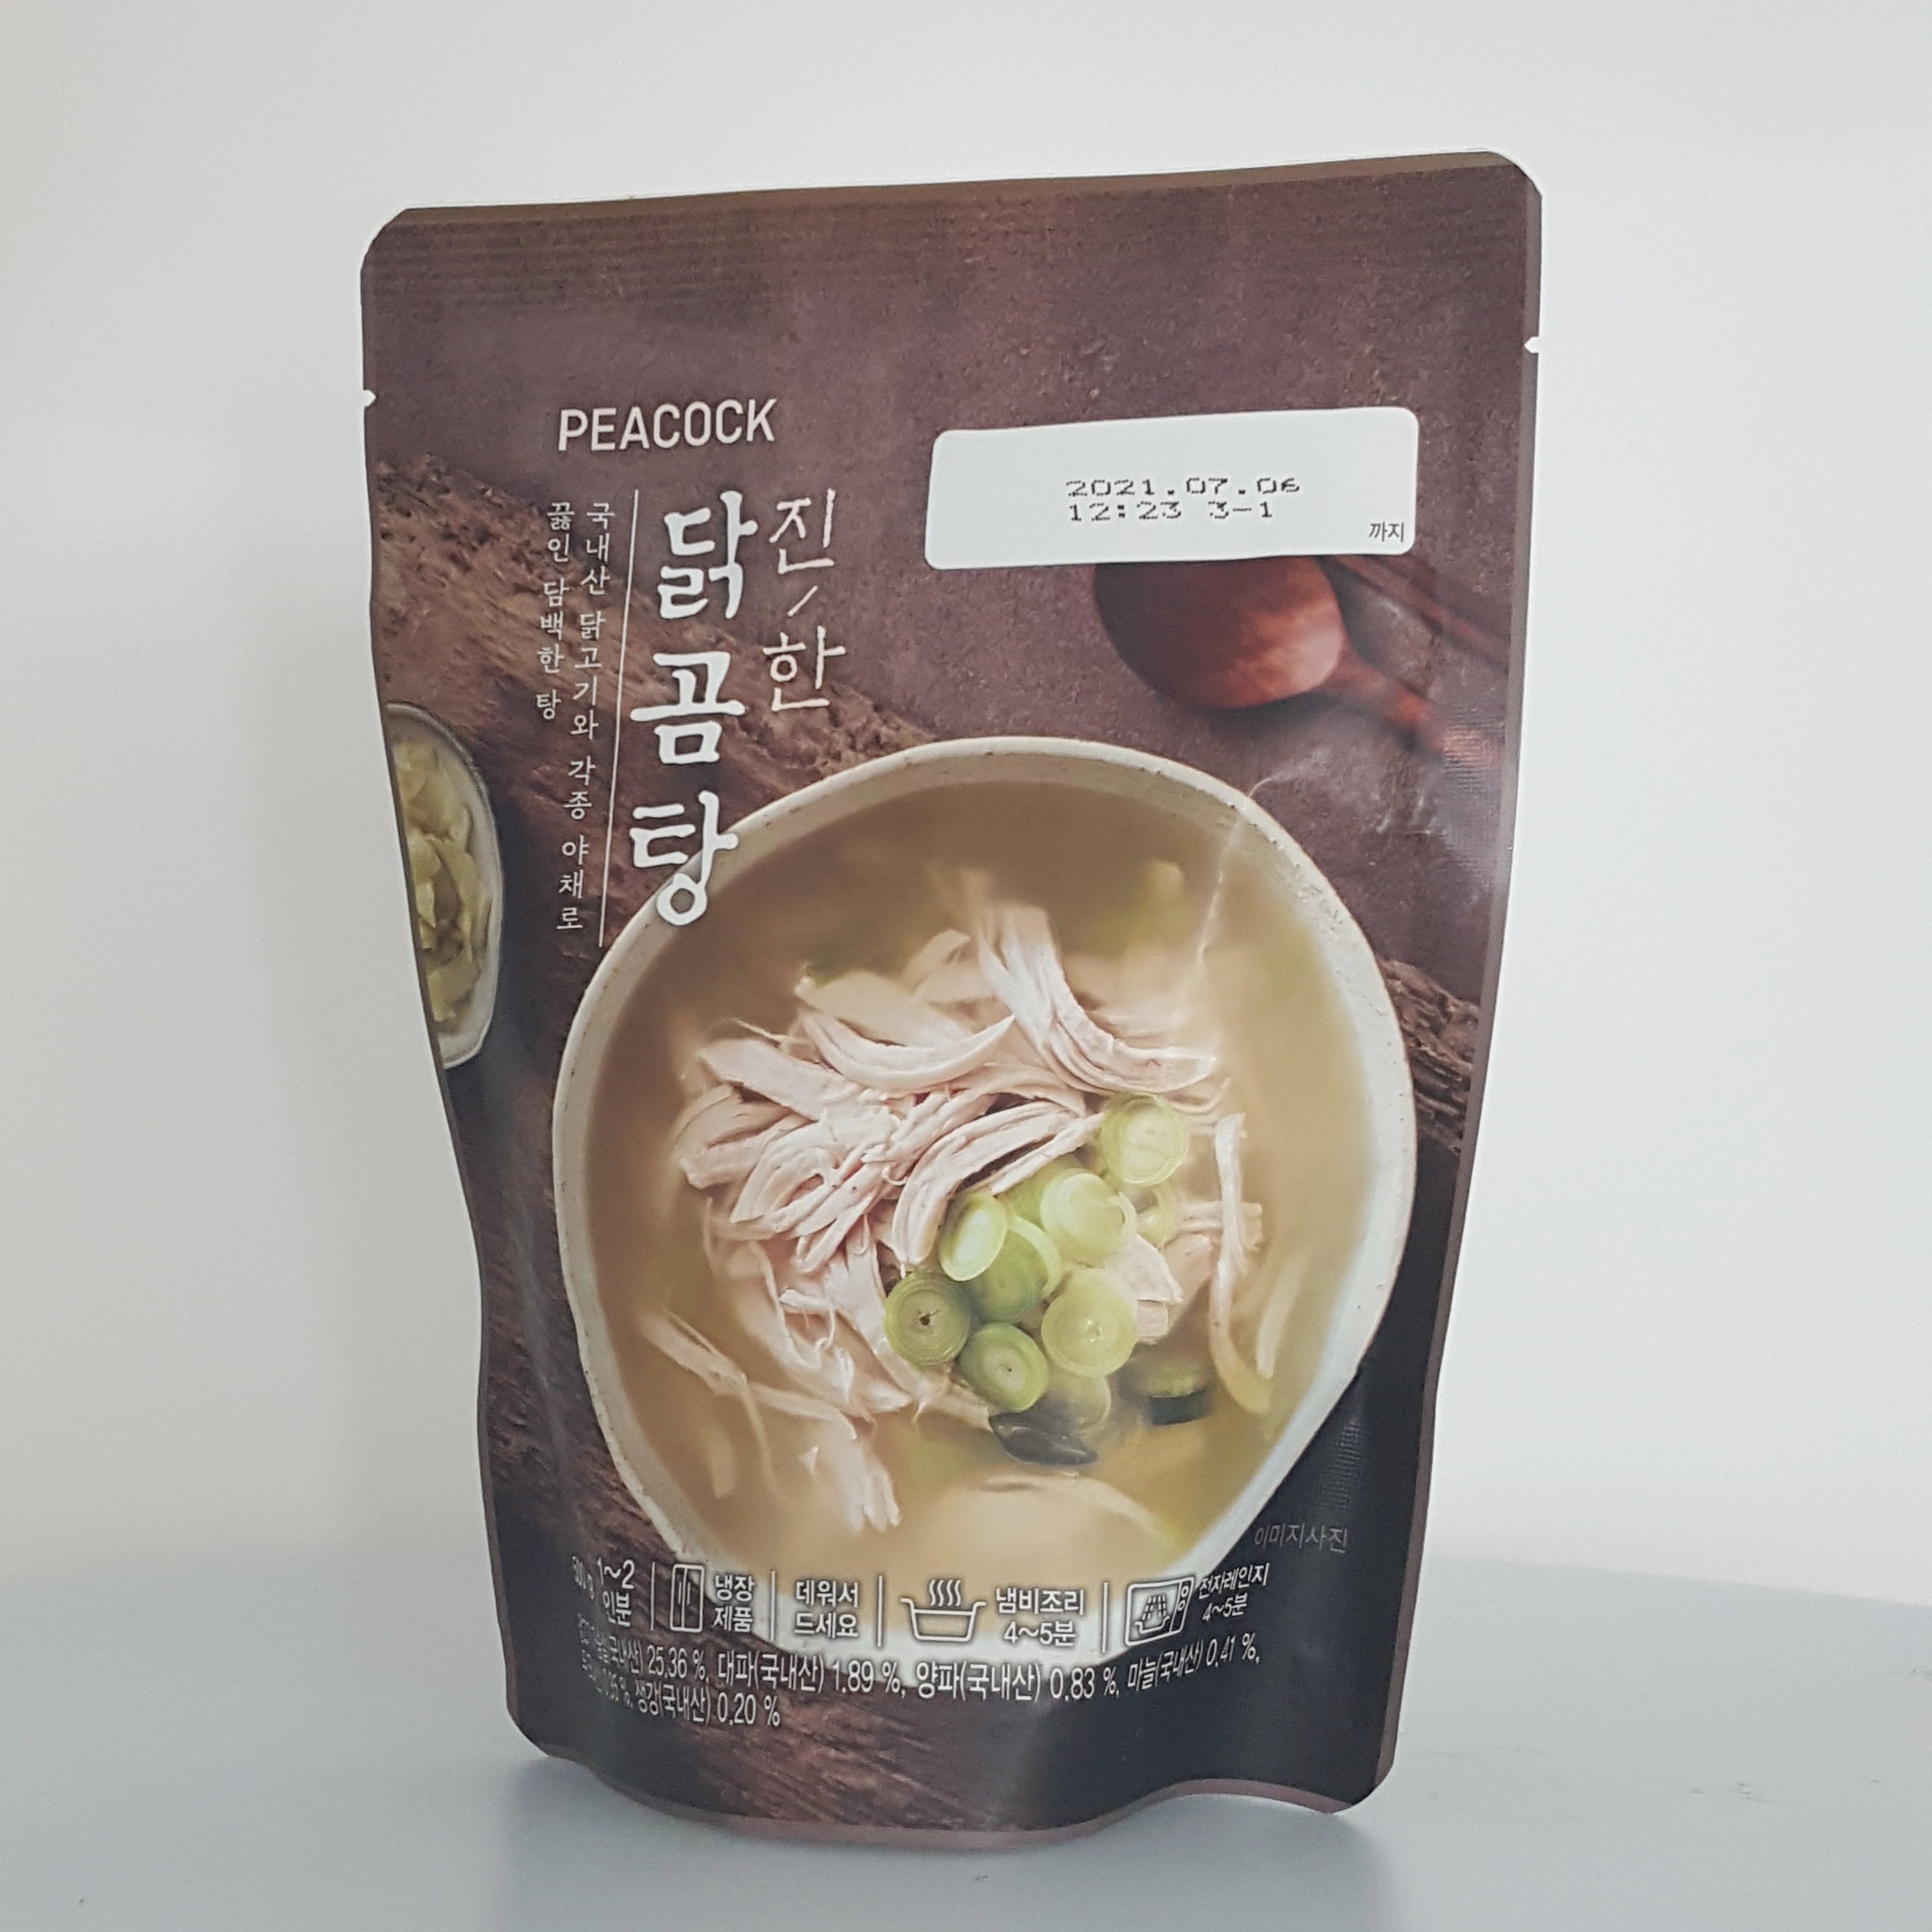 PEACOCK
진한
닭곰탕
국내산 닭고기와 각종 야채로
끓인 담백한 탕
2021.07.06
12:23 3-1
까지
이미지사진
500g 1~2
인분
냉장
제품
데워서
드세요
냄비조리
4~5분
전자레인지
4~5분
국내산) 25.36 %, 대파(국내산) 1.89 %, 양파(국내산) 0.83 %, 마늘(국내산) 0.41 %,
생강(국내산) 0.20 %